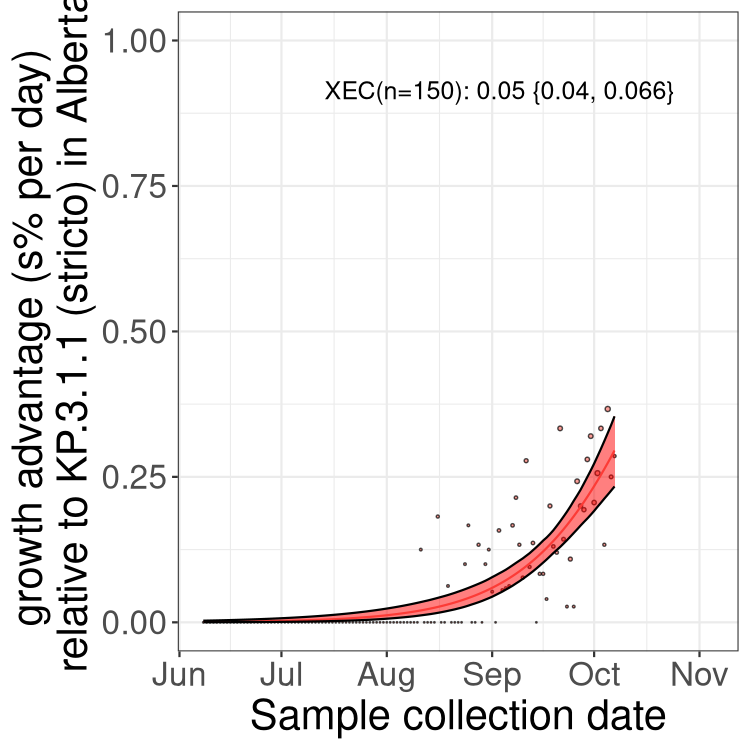 growth advantage (s% per day)
relative to KP.3.1.1 (stricto) in Alberta
1.00
0.75
0.50
0.25
0.00
XEC(n=150): 0.05 {0.04, 0.066}
Jun Jul Aug Sep Oct Nov
Sample collection date